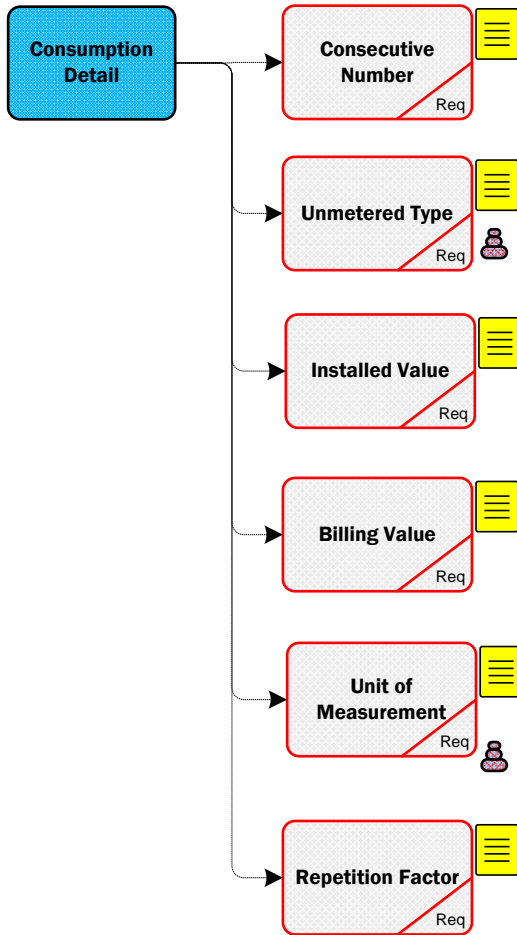 Consumption
Detail
Consecutive
Number
Req
Unmetered Type
Req
Installed Value
Req
Billing Value
Req
Unit of
Measurement
Req
Repetition Factor
Req